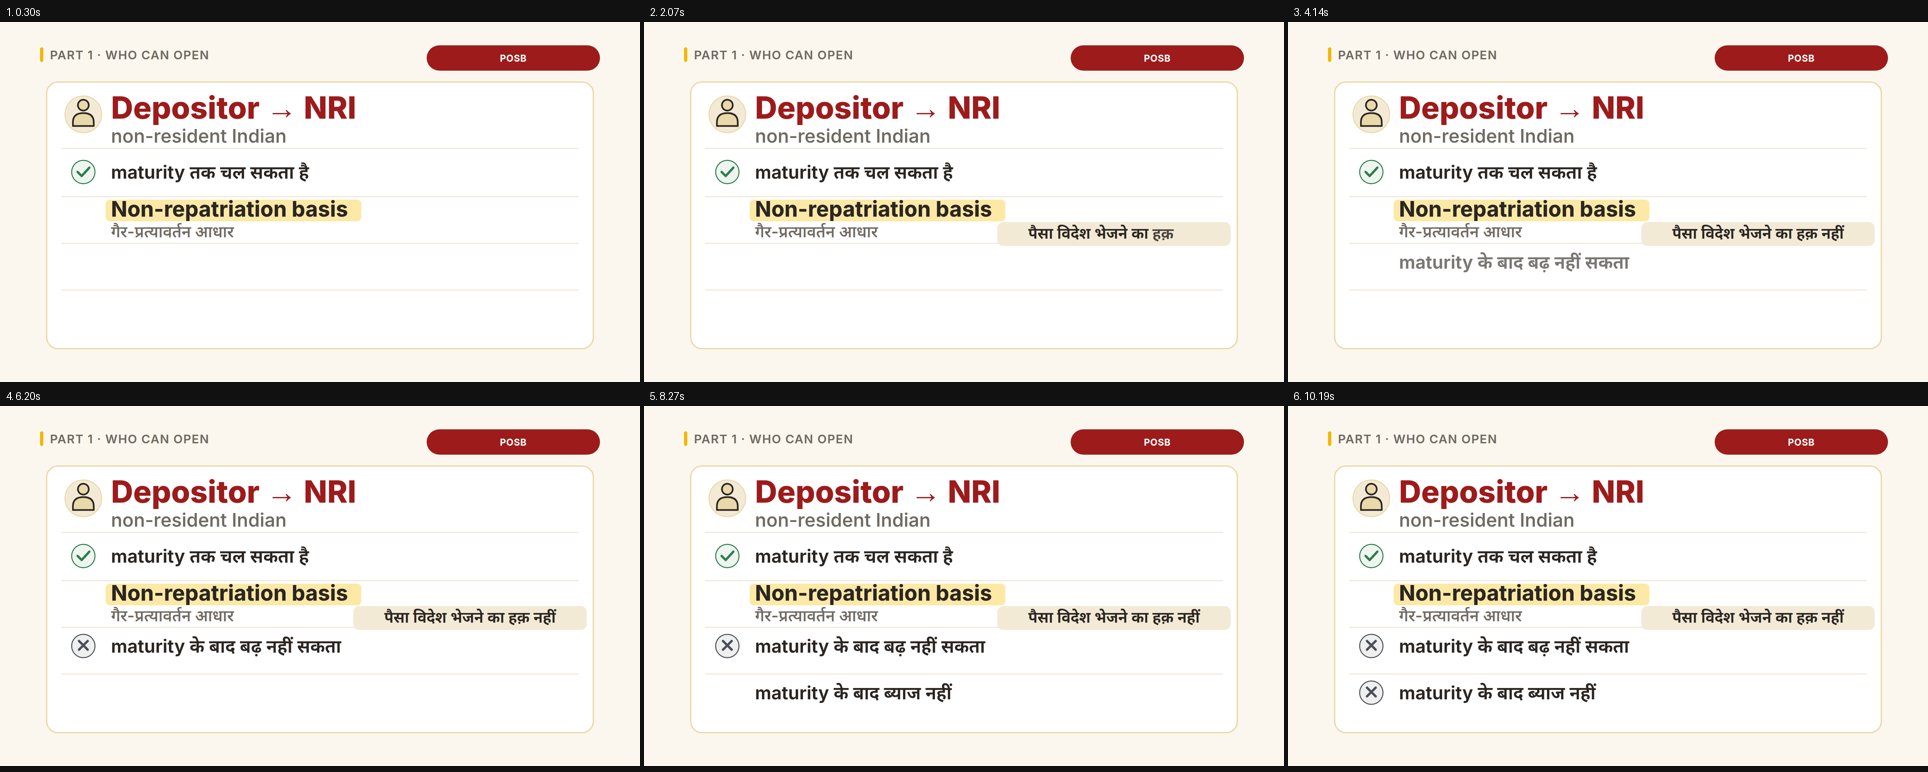 1. 0.30s
PART 1 · WHO CAN OPEN
POSB
Depositor → NRI
non-resident Indian
maturity तक चल सकता है
Non-repatriation basis
गैर-प्रत्यावर्तन आधार
2. 2.07s
PART 1 · WHO CAN OPEN
POSB
Depositor → NRI
non-resident Indian
maturity तक चल सकता है
Non-repatriation basis
गैर-प्रत्यावर्तन आधार
पैसा विदेश भेजने का हक़
3. 4.14s
PART 1 · WHO CAN OPEN
POSB
Depositor → NRI
non-resident Indian
maturity तक चल सकता है
Non-repatriation basis
गैर-प्रत्यावर्तन आधार
पैसा विदेश भेजने का हक़ नहीं
maturity के बाद बढ़ नहीं सकता
4. 6.20s
PART 1 · WHO CAN OPEN
POSB
Depositor → NRI
non-resident Indian
maturity तक चल सकता है
Non-repatriation basis
गैर-प्रत्यावर्तन आधार
पैसा विदेश भेजने का हक़ नहीं
maturity के बाद बढ़ नहीं सकता
5. 8.27s
PART 1 · WHO CAN OPEN
POSB
Depositor → NRI
non-resident Indian
maturity तक चल सकता है
Non-repatriation basis
गैर-प्रत्यावर्तन आधार
पैसा विदेश भेजने का हक़ नहीं
maturity के बाद बढ़ नहीं सकता
maturity के बाद ब्याज नहीं
6. 10.19s
PART 1 · WHO CAN OPEN
POSB
Depositor → NRI
non-resident Indian
maturity तक चल सकता है
Non-repatriation basis
गैर-प्रत्यावर्तन आधार
पैसा विदेश भेजने का हक़ नहीं
maturity के बाद बढ़ नहीं सकता
maturity के बाद ब्याज नहीं